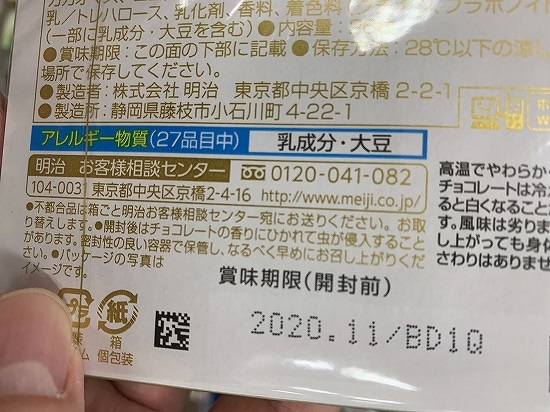 乳/トレハロース、乳化剤、香料、着色料
(一部に乳成分・大豆を含む)●内容量
●賞味期限:この面の下部に記載●保存方法:28℃以下の涼しい
場所で保存してください。
●製造者:株式会社 明治 東京都中央区京橋2-2-1
●製造所:静岡県藤枝市小石川町4-22-1
アレルギー物質(27品目中) 乳成分・大豆
明治 お客様相談センター 0120-041-082
104-0031 東京都中央区京橋2-4-16 http://www.meiji.co.jp/
●不都合品は箱ごと明治お客様相談センター宛にお送りください。お取
り替えします。●開封後はチョコレートの香りにひかれて虫が侵入すること
があります。密封性の良い容器で保管し、なるべく早めにお召し上がりくだ
さい。●パッケージの写真は
イメージです。
高温でやわらか
チョコレートは冷
ると白くなること
す。風味は劣りま
し上がっても身体
さわりはありませ
賞味期限(開封前)
2020.11/BD1Q
紙
箱
個包装